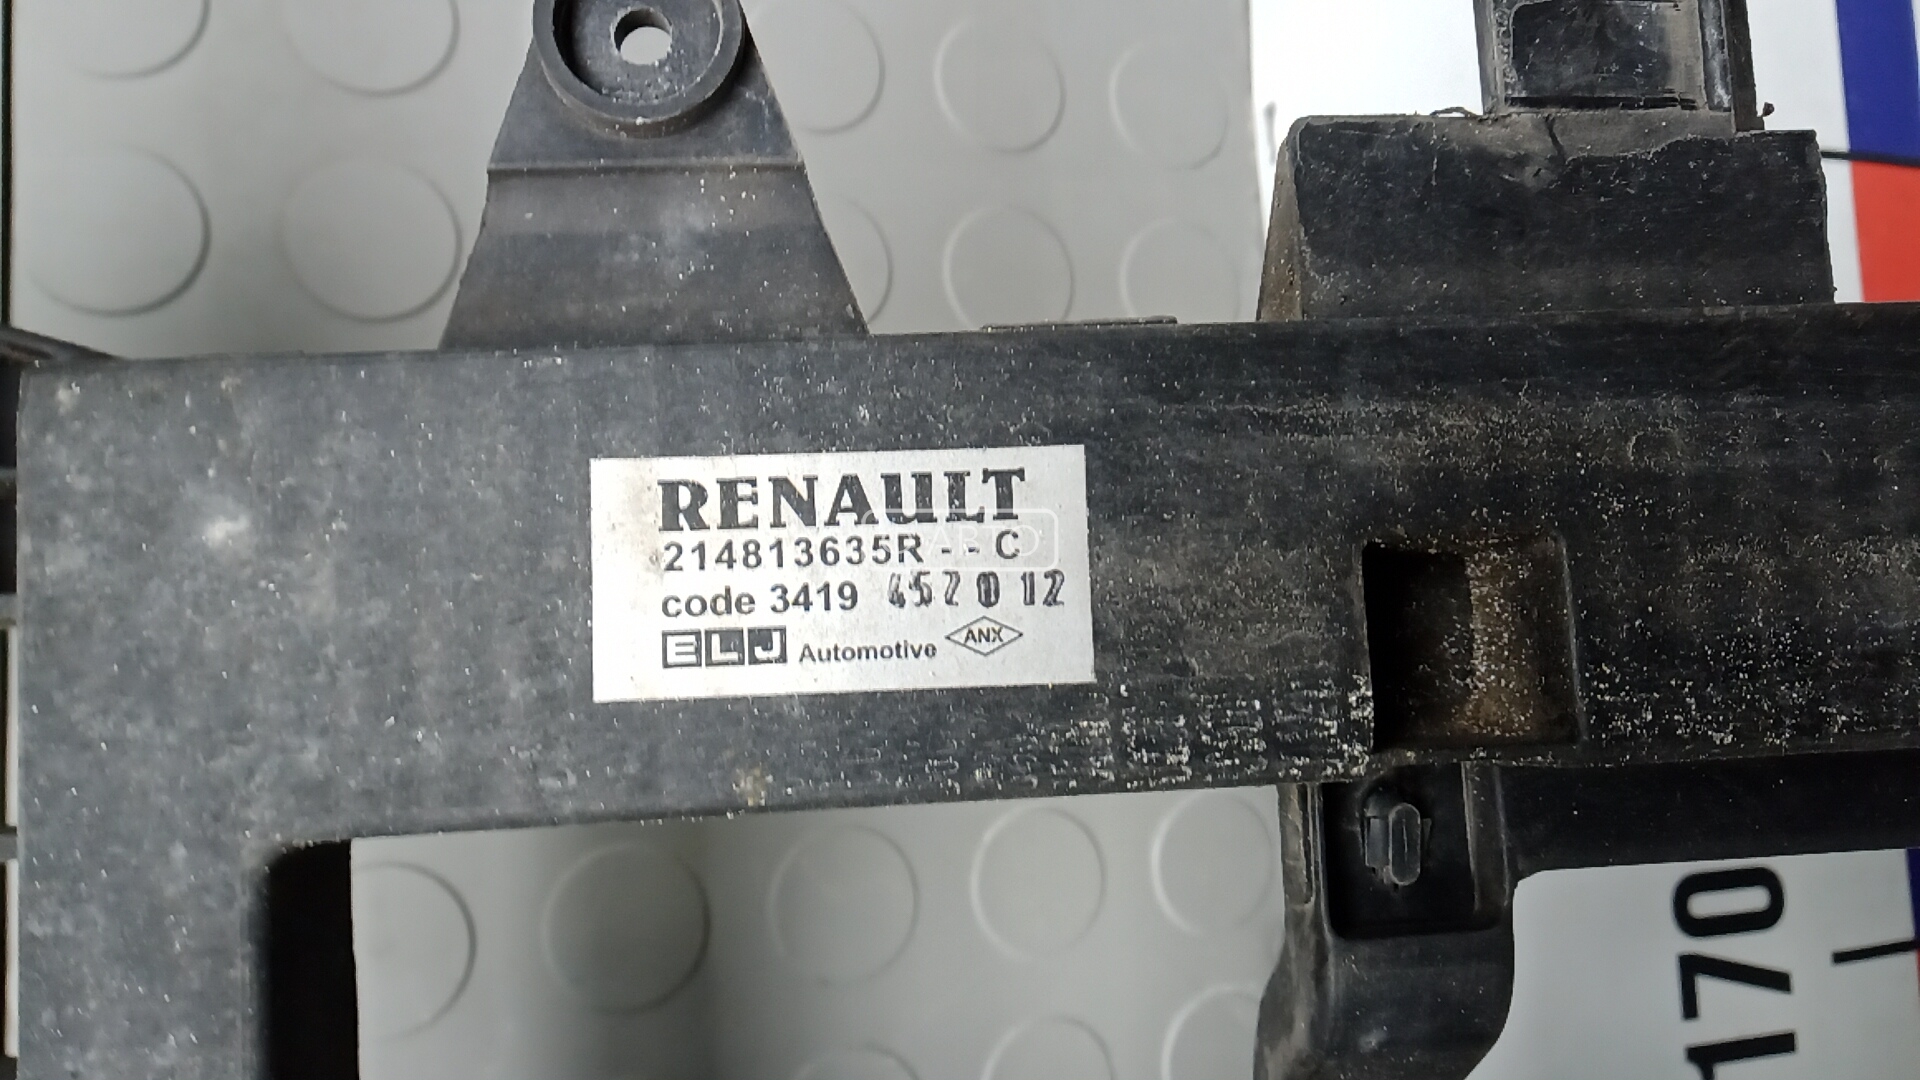 RENAULT
214813635R - - C
code 3419 452012
ELJ Automotive ANX
170